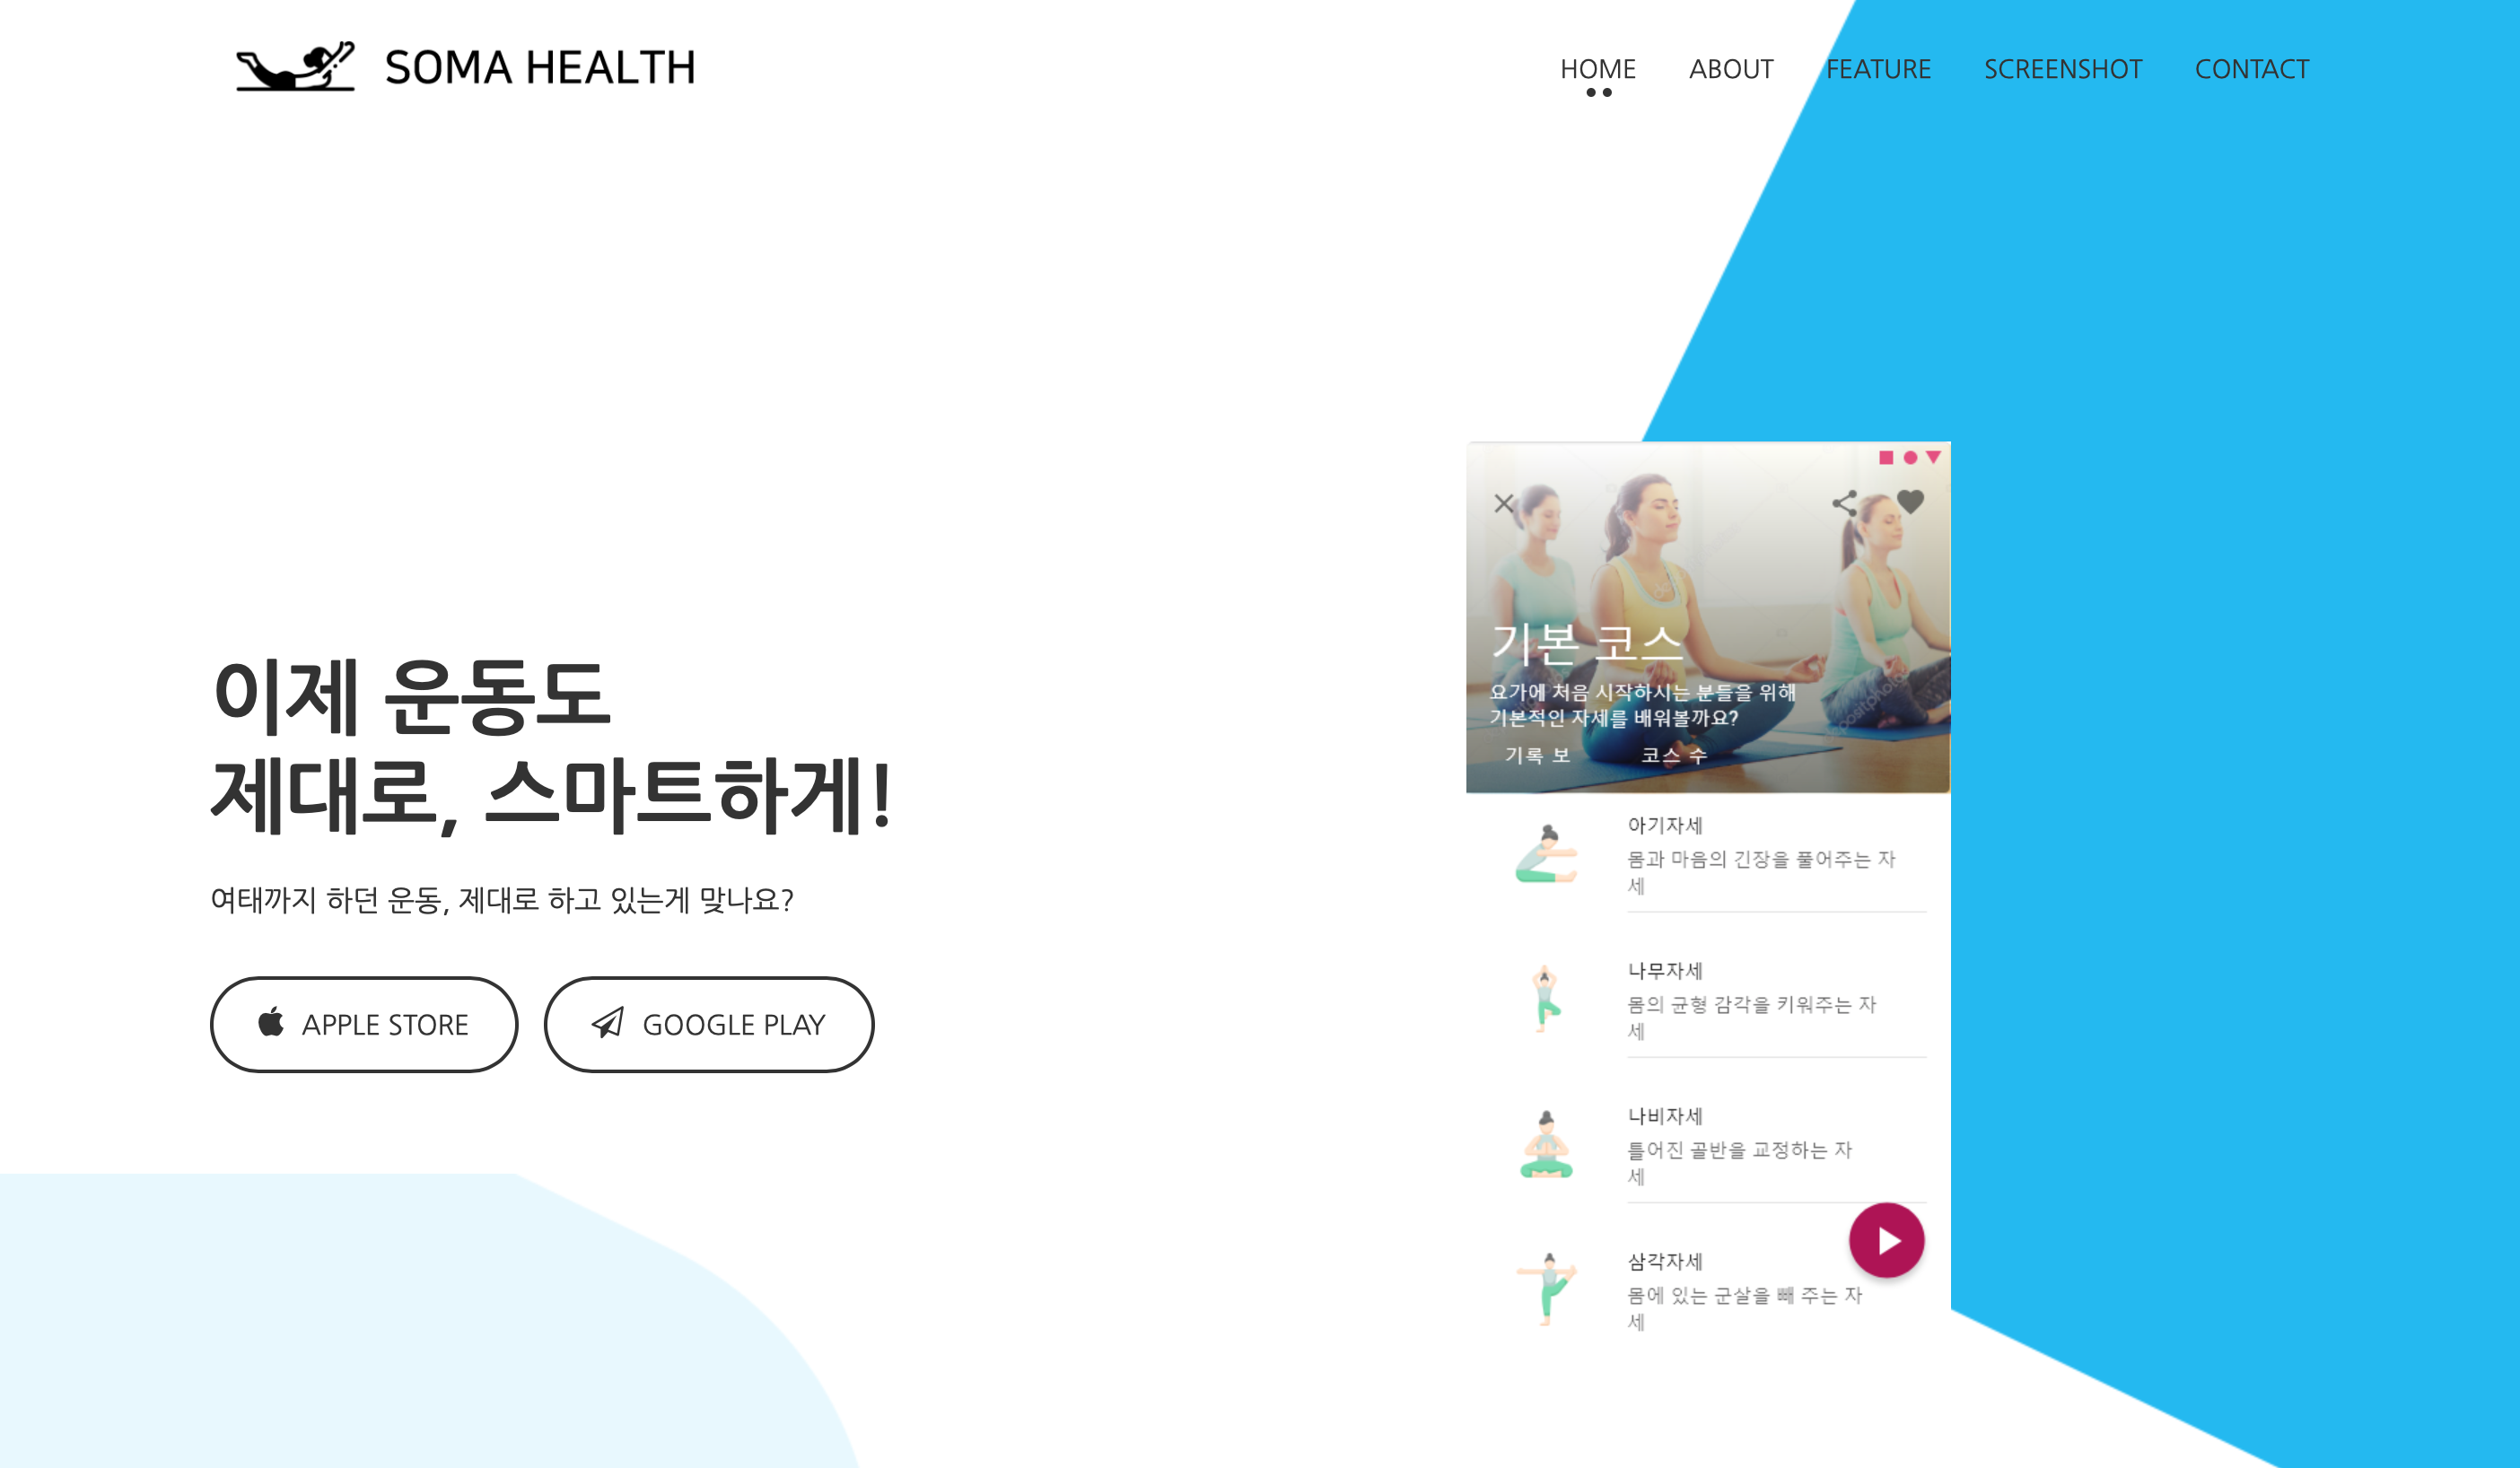 SOMA HEALTH
HOME ABOUT FEATURE SCREENSHOT CONTACT
이제 운동도
제대로, 스마트하게!
여태까지 하던 운동, 제대로 하고 있는게 맞나요?
APPLE STORE GOOGLE PLAY
기본 코스
요가에 처음 시작하시는 분들을 위해
기본적인 자세를 배워볼까요?
기록 보 코스 수
아기자세
몸과 마음의 긴장을 풀어주는 자
세
나무자세
몸의 균형 감각을 키워주는 자
세
나비자세
틀어진 골반을 교정하는 자
세
삼각자세
몸에 있는 군살을 빼 주는 자
세